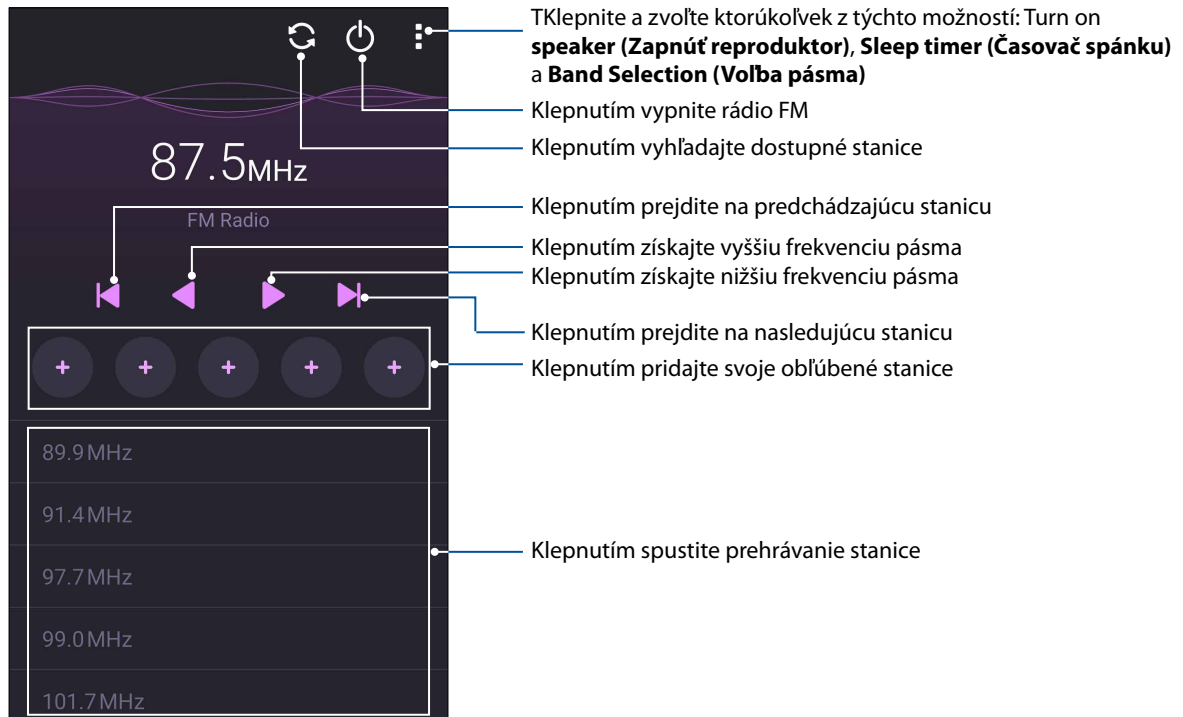 TKlepnite a zvoľte ktorúkoľvek z týchto možností: Turn on
speaker (Zapnúť reproduktor), Sleep timer (Časovač spánku)
a Band Selection (Voľba pásma)
Klepnutím vypnite rádio FM
Klepnutím vyhľadajte dostupné stanice
87.5MHz
FM Radio
Klepnutím prejdite na predchádzajúcu stanicu
Klepnutím získajte vyššiu frekvenciu pásma
Klepnutím získajte nižšiu frekvenciu pásma
Klepnutím prejdite na nasledujúcu stanicu
Klepnutím pridajte svoje obľúbené stanice
89.9MHz
91.4MHz
97.7MHz
99.0MHz
101.7MHz
Klepnutím spustite prehrávanie stanice